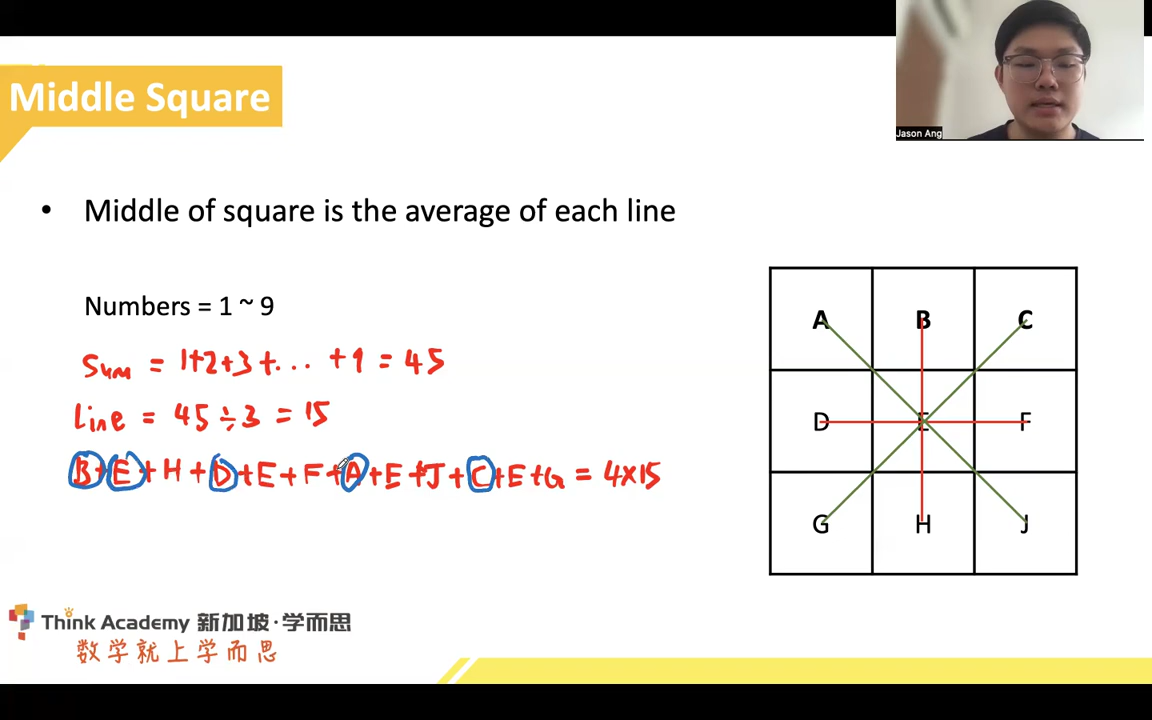 Middle Square
Jason Ang
• Middle of square is the average of each line
Numbers = 1 ~ 9
Sum = 1+2+3+... +9 = 45
Line = 45 ÷ 3 = 15
B+E+H+D+E+F+A+E+J+C+E+G = 4×15
A B C
D E F
G H J
Think Academy 新加坡·学而思
数学就上学而思